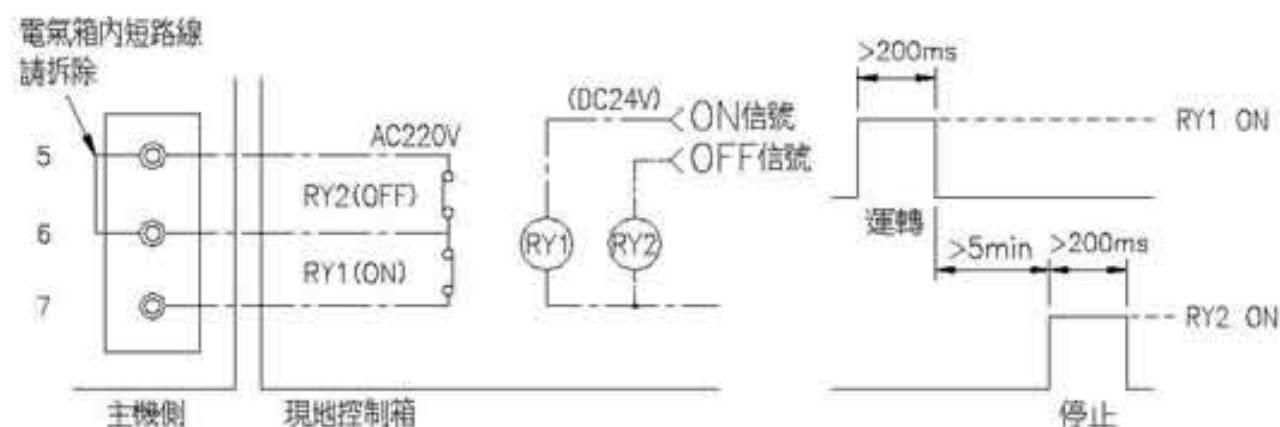 電氣箱內短路線
請拆除
5
6
7
AC220V
RY2(OFF)
RY1(ON)
主機側
現地控制箱
(DC24V)
ON信號
OFF信號
RY1
RY2
>200ms
RY1 ON
運轉
>5min
>200ms
RY2 ON
停止